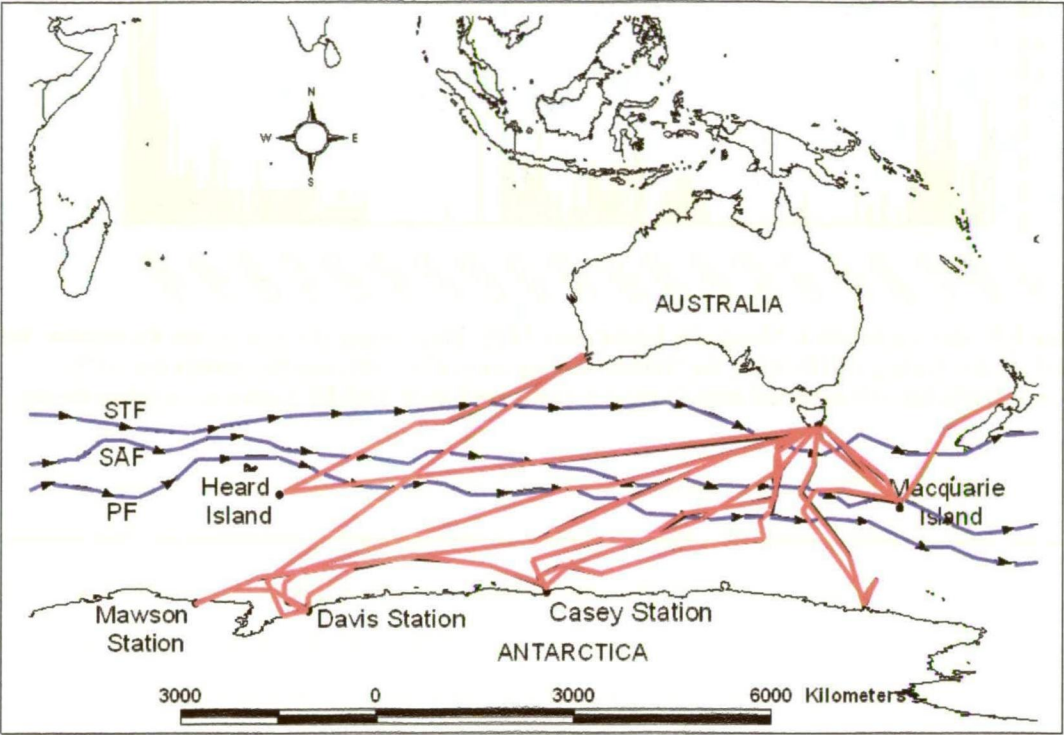 N
W E
S
AUSTRALIA
STF
SAF
PF
Heard
Island
Macquarie
Island
Mawson
Station
Davis Station
Casey Station
ANTARCTICA
3000 0 3000 6000 Kilometers